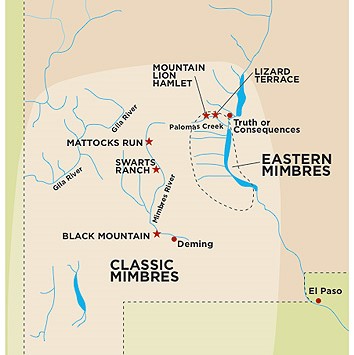 MOUNTAIN
LION
HAMLET
LIZARD
TERRACE
Gila River
Palomas Creek
Truth or
Consequences
MATTOCKS RUN
SWARTS
RANCH
EASTERN
MIMBRES
Gila River
Mimbres River
BLACK MOUNTAIN
Deming
CLASSIC
MIMBRES
El Paso